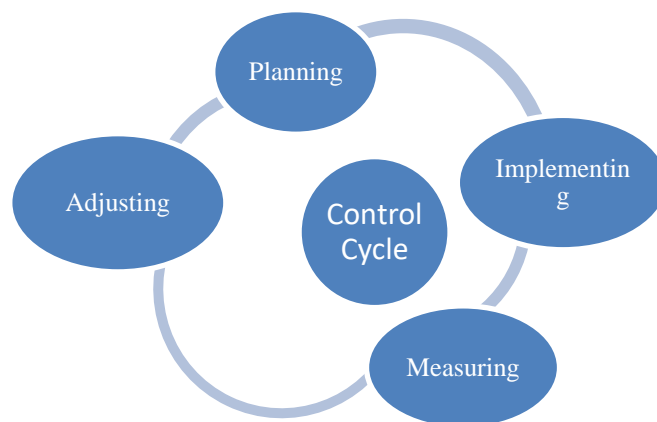 Planning
Implementin
g
Adjusting
Control
Cycle
Measuring